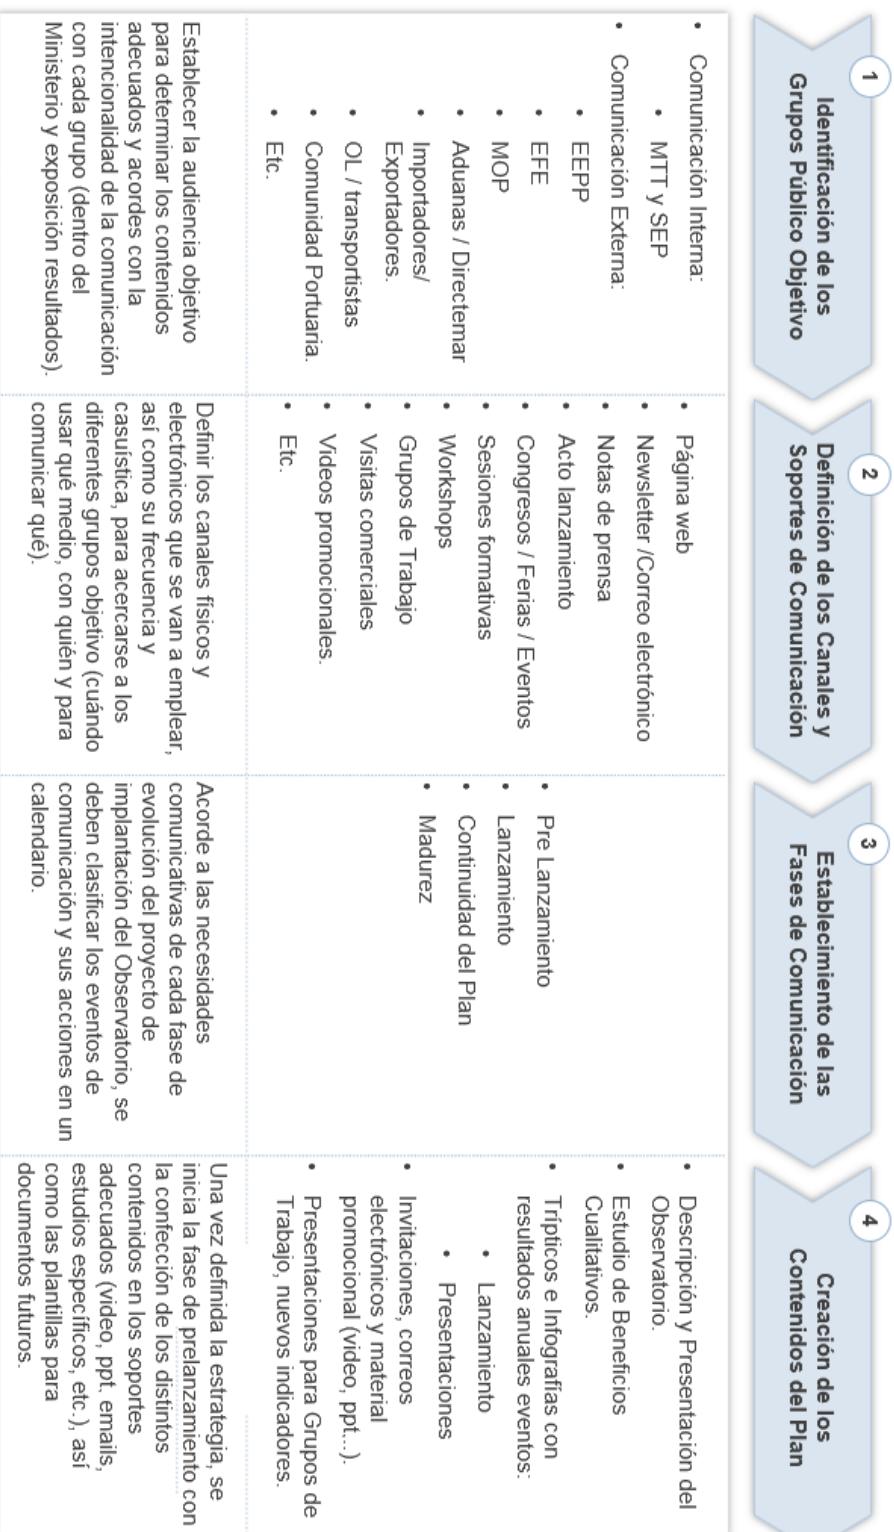 1
Identificación de los
Grupos Público Objetivo
• Comunicación Interna:
• MTT y SEP
• Comunicación Externa:
• EEPP
• EFE
• MOP
• Aduanas / Directemar
• Importadores/
Exportadores.
• OL / transportistas
• Comunidad Portuaria.
• Etc.
Establecer la audiencia objetivo
para determinar los contenidos
adecuados y acordes con la
intencionalidad de la comunicación
con cada grupo (dentro del
Ministerio y exposición resultados).
2
Definición de los Canales y
Soportes de Comunicación
• Página web
• Newsletter /Correo electrónico
• Notas de prensa
• Acto lanzamiento
• Congresos / Ferias / Eventos
• Sesiones formativas
• Workshops
• Grupos de Trabajo
• Visitas comerciales
• Videos promocionales.
• Etc.
Definir los canales físicos y
electrónicos que se van a emplear,
así como su frecuencia y
casuística, para acercarse a los
diferentes grupos objetivo (cuándo
usar qué medio, con quién y para
comunicar qué).
3
Establecimiento de las
Fases de Comunicación
• Pre Lanzamiento
• Lanzamiento
• Continuidad del Plan
• Madurez
Acorde a las necesidades
comunicativas de cada fase de
evolución del proyecto de
implantación del Observatorio, se
deben clasificar los eventos de
comunicación y sus acciones en un
calendario.
4
Creación de los
Contenidos del Plan
• Descripción y Presentación del
Observatorio.
• Estudio de Beneficios
Cualitativos.
• Trípticos e Infografías con
resultados anuales eventos:
• Lanzamiento
• Presentaciones
• Invitaciones, correos
electrónicos y material
promocional (video, ppt...).
• Presentaciones para Grupos de
Trabajo, nuevos indicadores.
Una vez definida la estrategia, se
inicia la fase de prelanzamiento con
la confección de los distintos
contenidos en los soportes
adecuados (video, ppt. emails,
estudios específicos, etc.), así
como las plantillas para
documentos futuros.